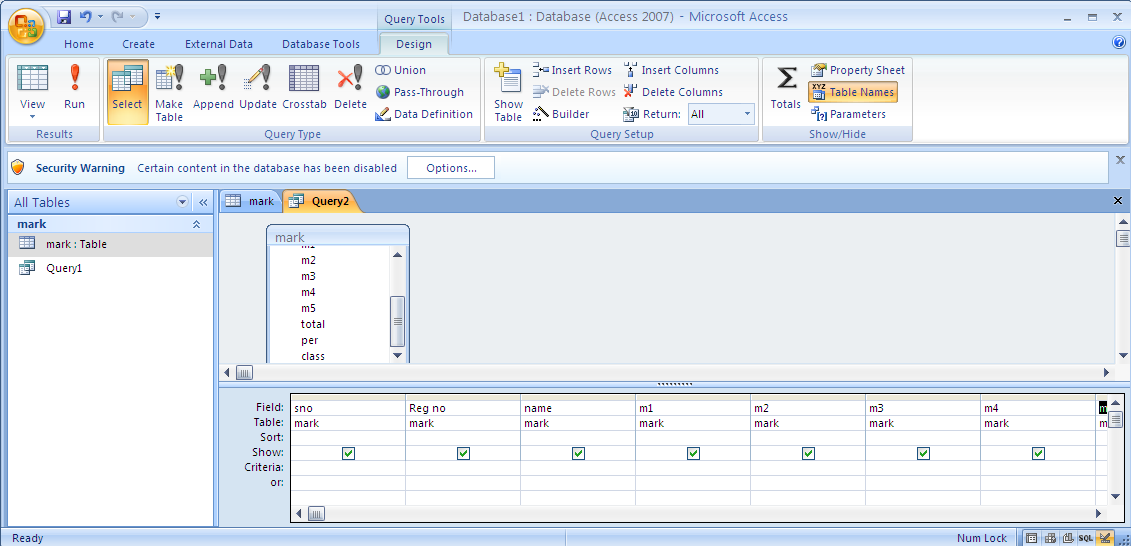 Query Tools
Database1 : Database (Access 2007) - Microsoft Access
Home Create External Data Database Tools Design
View Run Select Make Table Append Update Crosstab Delete
Union
Pass-Through
Data Definition
Show Table
Insert Rows
Delete Rows
Builder
Insert Columns
Delete Columns
Return: All
Totals
Property Sheet
XYZ Table Names
Parameters
Results Query Type Query Setup Show/Hide
Security Warning Certain content in the database has been disabled Options...
All Tables
mark
mark : Table
Query1
mark Query2
mark
m2
m3
m4
m5
total
per
class
Field: sno Reg no name m1 m2 m3 m4
Table: mark mark mark mark mark mark mark
Sort:
Show:
Criteria:
or:
Ready Num Lock SQL